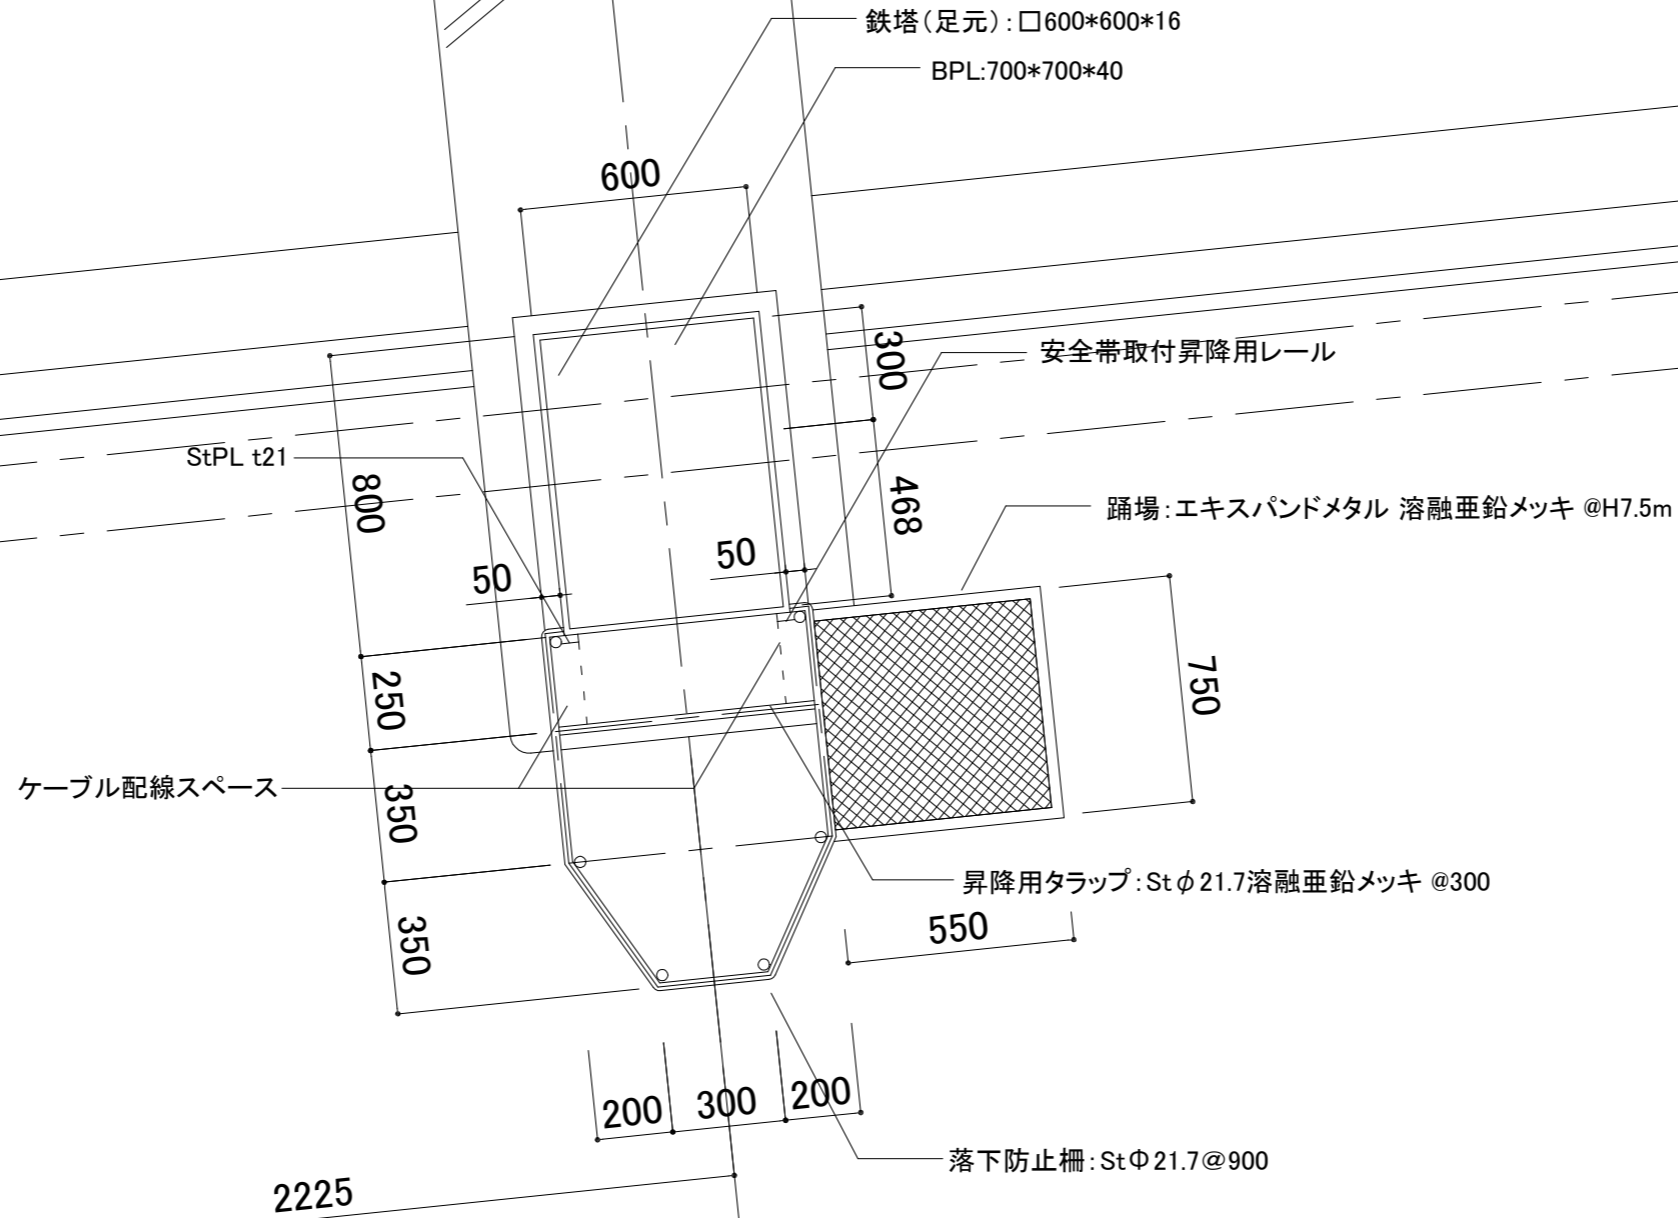 鉄塔（足元）：□600*600*16
BPL:700*700*40
600
300
安全帯取付昇降用レール
StPL t21
800
468
踊場：エキスパンドメタル 溶融亜鉛メッキ @H7.5m
50
50
250
750
ケーブル配線スペース
350
昇降用タラップ：Stφ21.7溶融亜鉛メッキ @300
350
550
200
300
200
落下防止柵：StΦ21.7@900
2225